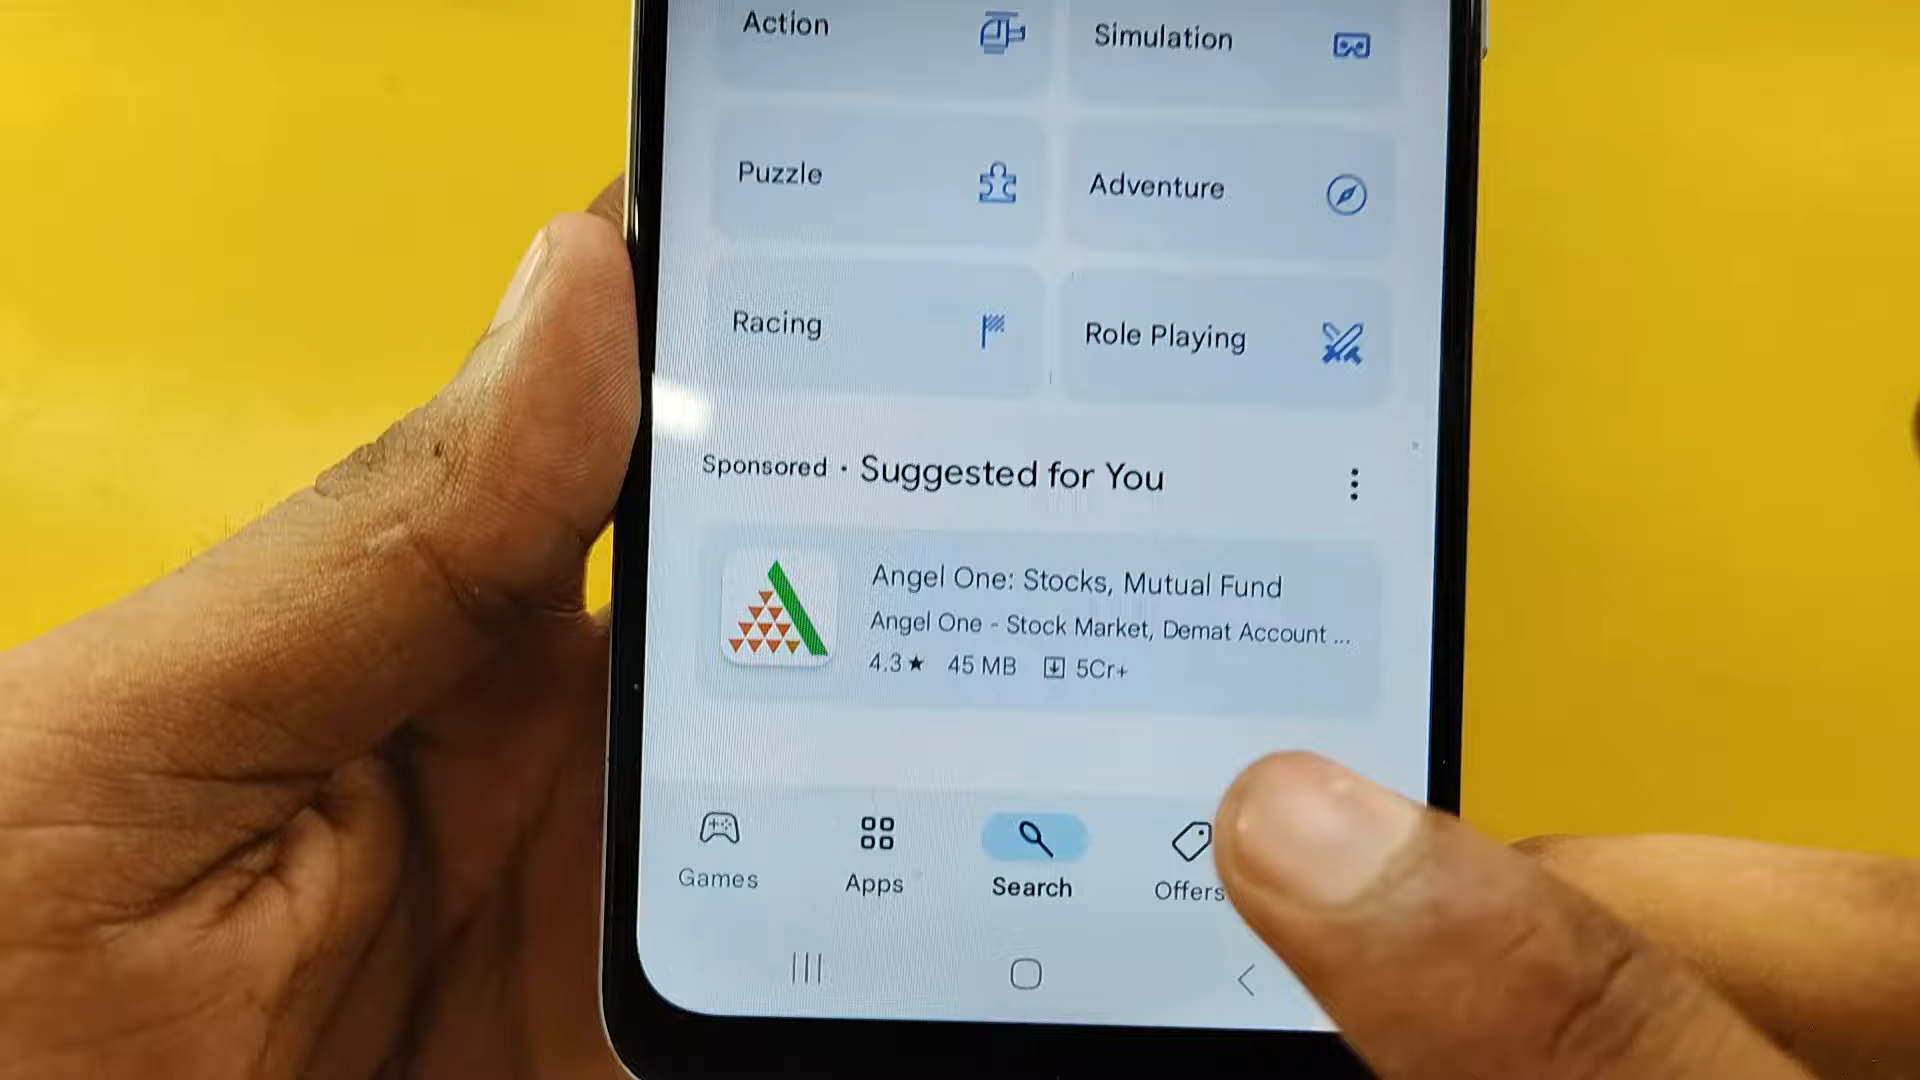 Action
Simulation
Puzzle
Adventure
Racing
Role Playing
Sponsored · Suggested for You
Angel One: Stocks, Mutual Fund
Angel One - Stock Market, Demat Account ...
4.3★ 45 MB 5Cr+
Games
Apps
Search
Offers